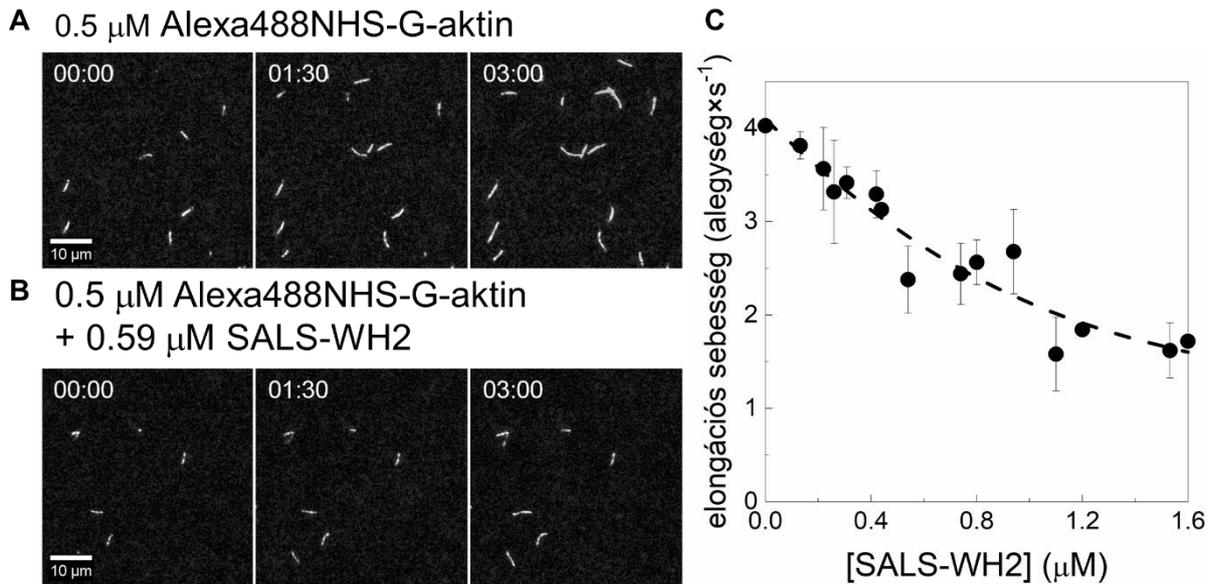 A 0.5 μM Alexa488NHS-G-aktin
00:00 01:30 03:00
10 μm
B 0.5 μM Alexa488NHS-G-aktin
+ 0.59 μM SALS-WH2
00:00 01:30 03:00
10 μm
C
elongációs sebesség (alegység×s⁻¹)
4
3
2
1
0
0.0 0.4 0.8 1.2 1.6
[SALS-WH2] (μM)